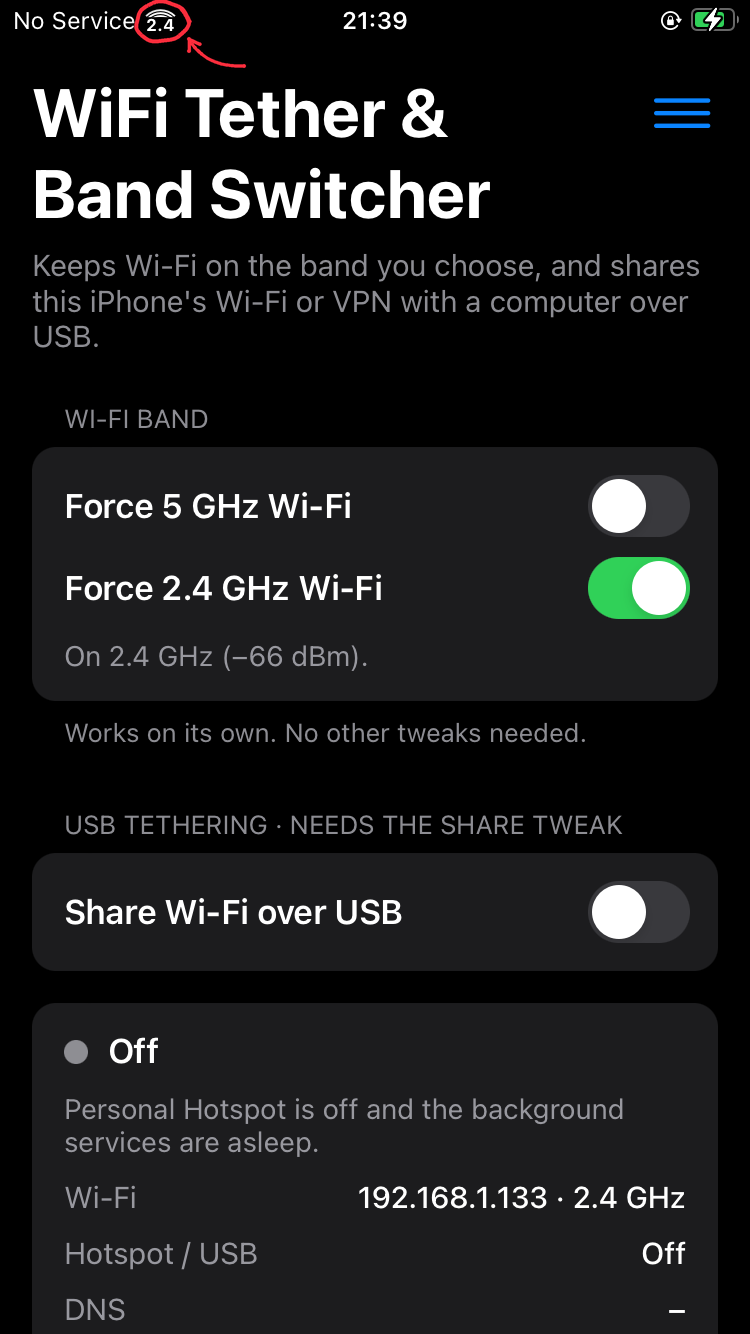 No Service 2.4 21:39
WiFi Tether &
Band Switcher
Keeps Wi-Fi on the band you choose, and shares
this iPhone's Wi-Fi or VPN with a computer over
USB.
WI-FI BAND
Force 5 GHz Wi-Fi
Force 2.4 GHz Wi-Fi
On 2.4 GHz (−66 dBm).
Works on its own. No other tweaks needed.
USB TETHERING · NEEDS THE SHARE TWEAK
Share Wi-Fi over USB
Off
Personal Hotspot is off and the background
services are asleep.
Wi-Fi 192.168.1.133 · 2.4 GHz
Hotspot / USB Off
DNS –